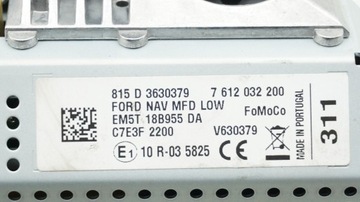 815 D 3630379 7 612 032 200
FORD NAV MFD LOW FoMoCo
EM5T 18B955 DA
C7E3F 2200 V630379
E1 10 R-03 5825 CE
MADE IN PORTUGAL
311